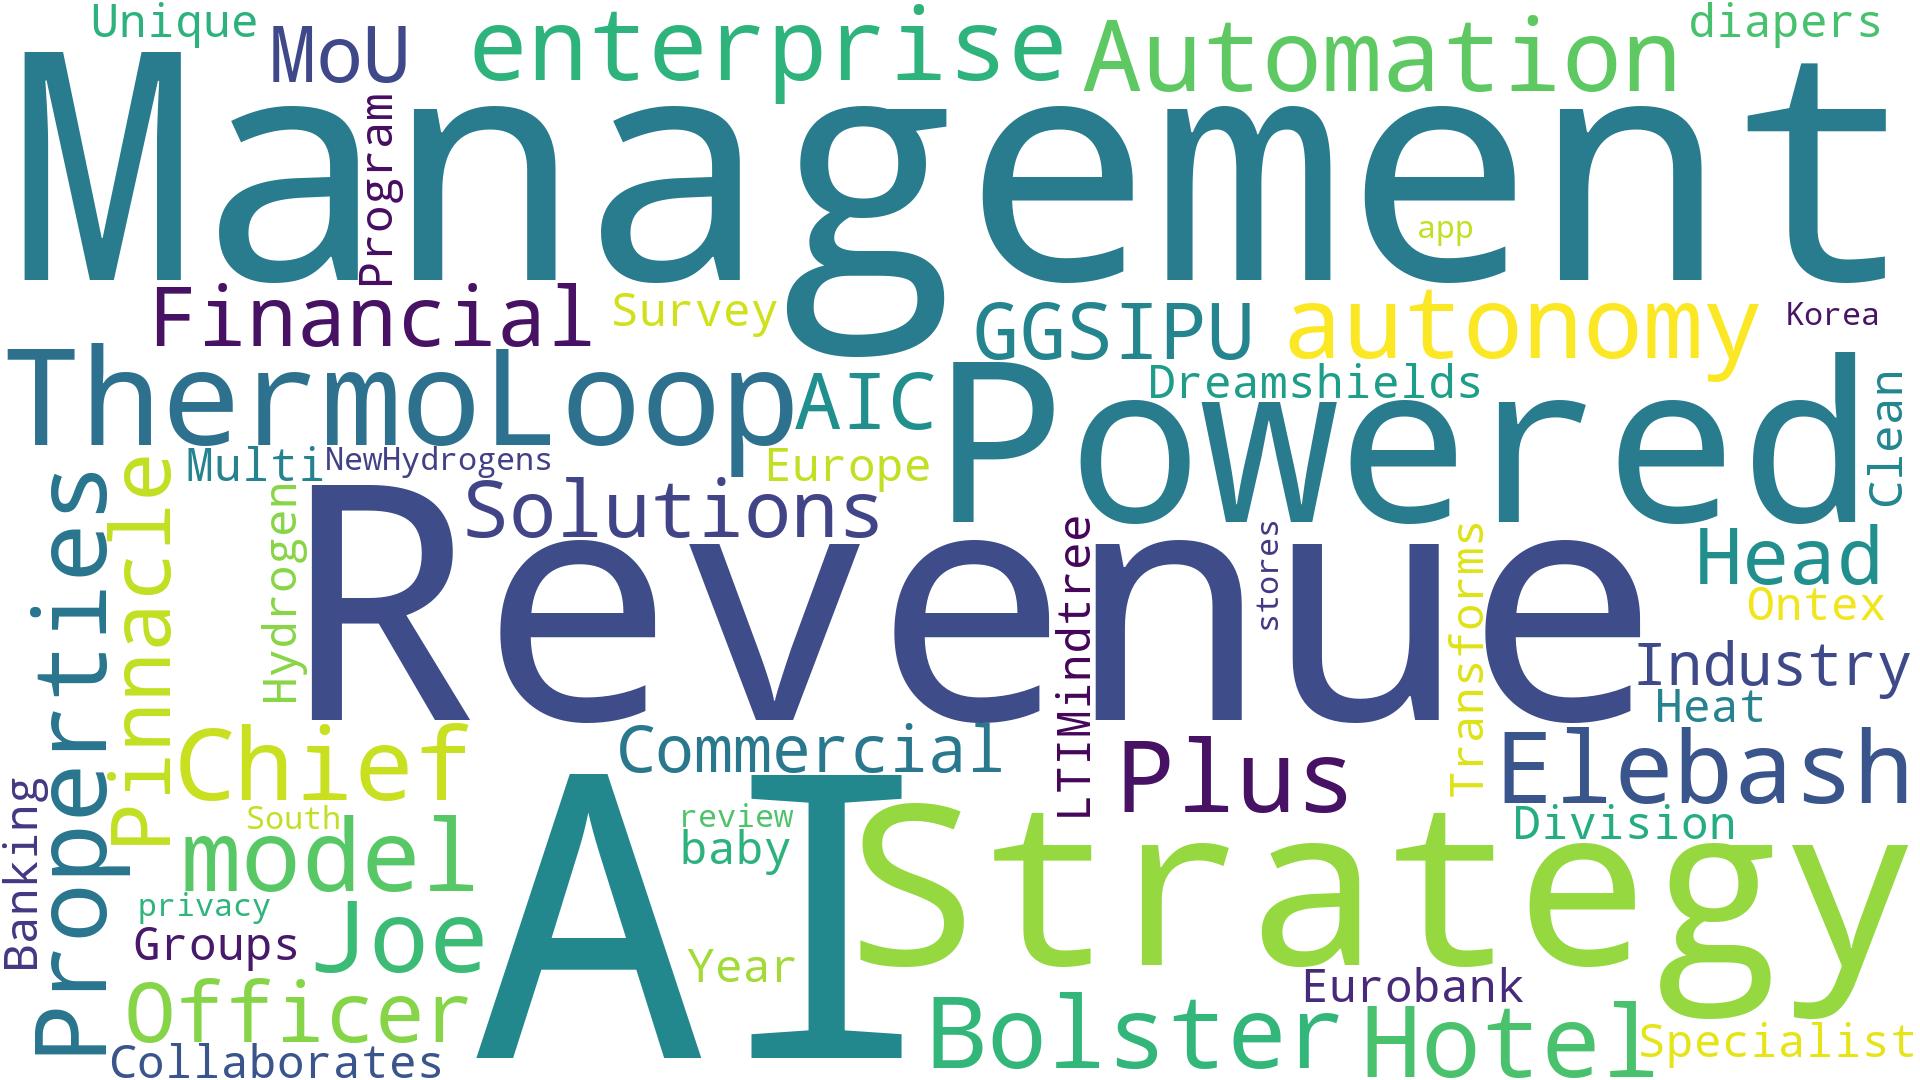 Unique
MoU
enterprise
Automation
diapers
Management
Program
app
Financial
Survey
GGSIPU
autonomy
Korea
ThermoLoop
AIC
Powered
Dreamshields
Clean
Multi
NewHydrogens
Europe
Properties
Pinnacle
Hydrogen
Revenue
Solutions
LTIMindtree
stores
Transforms
Head
Ontex
Industry
Heat
Chief
Commercial
Plus
Elebash
Banking
South
model
AI
review
baby
Strategy
Division
privacy
Groups
Joe
Year
Officer
Eurobank
Bolster
Hotel
Specialist
Collaborates